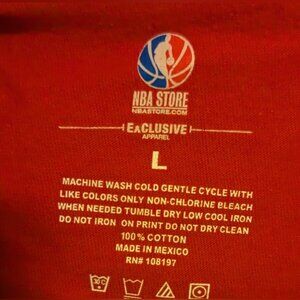 NBA STORE
NBASTORE.COM
EXCLUSIVE
APPAREL
L
MACHINE WASH COLD GENTLE CYCLE WITH
LIKE COLORS ONLY NON-CHLORINE BLEACH
WHEN NEEDED TUMBLE DRY LOW COOL IRON
DO NOT IRON ON PRINT DO NOT DRY CLEAN
100% COTTON
MADE IN MEXICO
RN# 108197
30°C